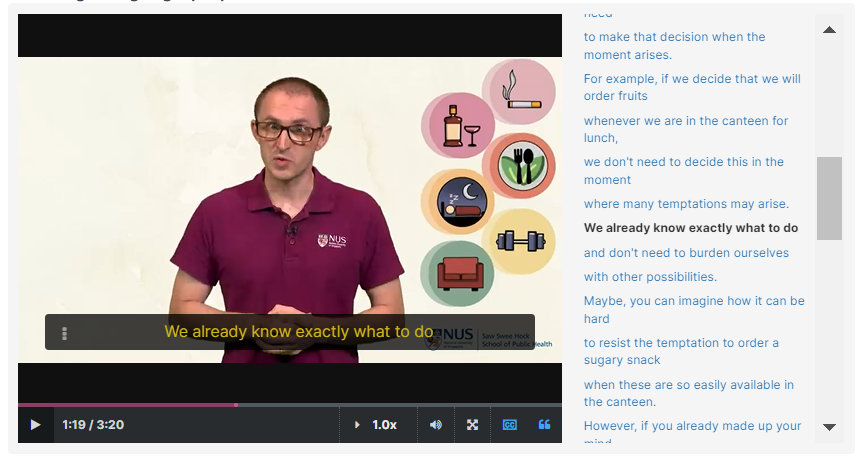 to make that decision when the
moment arises.
For example, if we decide that we will
order fruits
whenever we are in the canteen for
lunch,
we don't need to decide this in the
moment
where many temptations may arise.
We already know exactly what to do
and don't need to burden ourselves
with other possibilities.
Maybe, you can imagine how it can be
hard
to resist the temptation to order a
sugary snack
when these are so easily available in
the canteen.
However, if you already made up your
NUS
We already know exactly what to do
NUS
Saw Swee Hock
School of Public Health
1:19 / 3:20
1.0x
CC